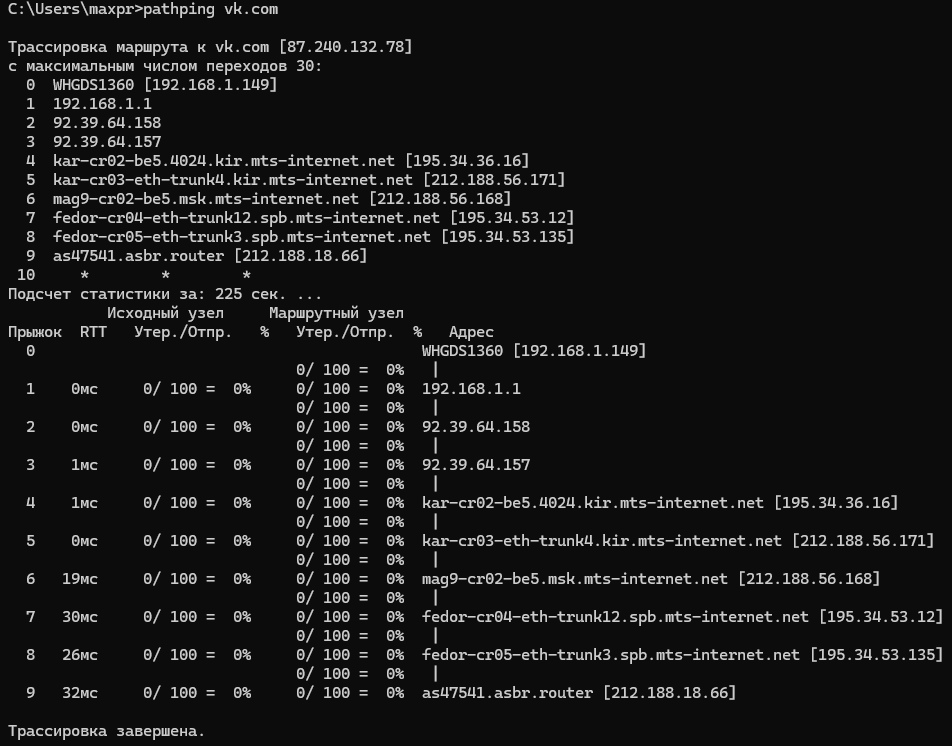 C:\Users\maxpr>pathping vk.com
Трассировка маршрута к vk.com [87.240.132.78]
с максимальным числом переходов 30:
  0  WHGDS1360 [192.168.1.149]
  1  192.168.1.1
  2  92.39.64.158
  3  92.39.64.157
  4  kar-cr02-be5.4024.kir.mts-internet.net [195.34.36.16]
  5  kar-cr03-eth-trunk4.kir.mts-internet.net [212.188.56.171]
  6  mag9-cr02-be5.msk.mts-internet.net [212.188.56.168]
  7  fedor-cr04-eth-trunk12.spb.mts-internet.net [195.34.53.12]
  8  fedor-cr05-eth-trunk3.spb.mts-internet.net [195.34.53.135]
  9  as47541.asbr.router [212.188.18.66]
 10     *        *        *
Подсчет статистики за: 225 сек. ...
           Исходный узел     Маршрутный узел
Прыжок  RTT   Утер./Отпр.   %   Утер./Отпр.  %   Адрес
  0                                           WHGDS1360 [192.168.1.149]
                                0/ 100 =  0%   |
  1    0мс     0/ 100 =  0%     0/ 100 =  0%  192.168.1.1
                                0/ 100 =  0%   |
  2    0мс     0/ 100 =  0%     0/ 100 =  0%  92.39.64.158
                                0/ 100 =  0%   |
  3    1мс     0/ 100 =  0%     0/ 100 =  0%  92.39.64.157
                                0/ 100 =  0%   |
  4    1мс     0/ 100 =  0%     0/ 100 =  0%  kar-cr02-be5.4024.kir.mts-internet.net [195.34.36.16]
                                0/ 100 =  0%   |
  5    0мс     0/ 100 =  0%     0/ 100 =  0%  kar-cr03-eth-trunk4.kir.mts-internet.net [212.188.56.171]
                                0/ 100 =  0%   |
  6   19мс     0/ 100 =  0%     0/ 100 =  0%  mag9-cr02-be5.msk.mts-internet.net [212.188.56.168]
                                0/ 100 =  0%   |
  7   30мс     0/ 100 =  0%     0/ 100 =  0%  fedor-cr04-eth-trunk12.spb.mts-internet.net [195.34.53.12]
                                0/ 100 =  0%   |
  8   26мс     0/ 100 =  0%     0/ 100 =  0%  fedor-cr05-eth-trunk3.spb.mts-internet.net [195.34.53.135]
                                0/ 100 =  0%   |
  9   32мс     0/ 100 =  0%     0/ 100 =  0%  as47541.asbr.router [212.188.18.66]
Трассировка завершена.